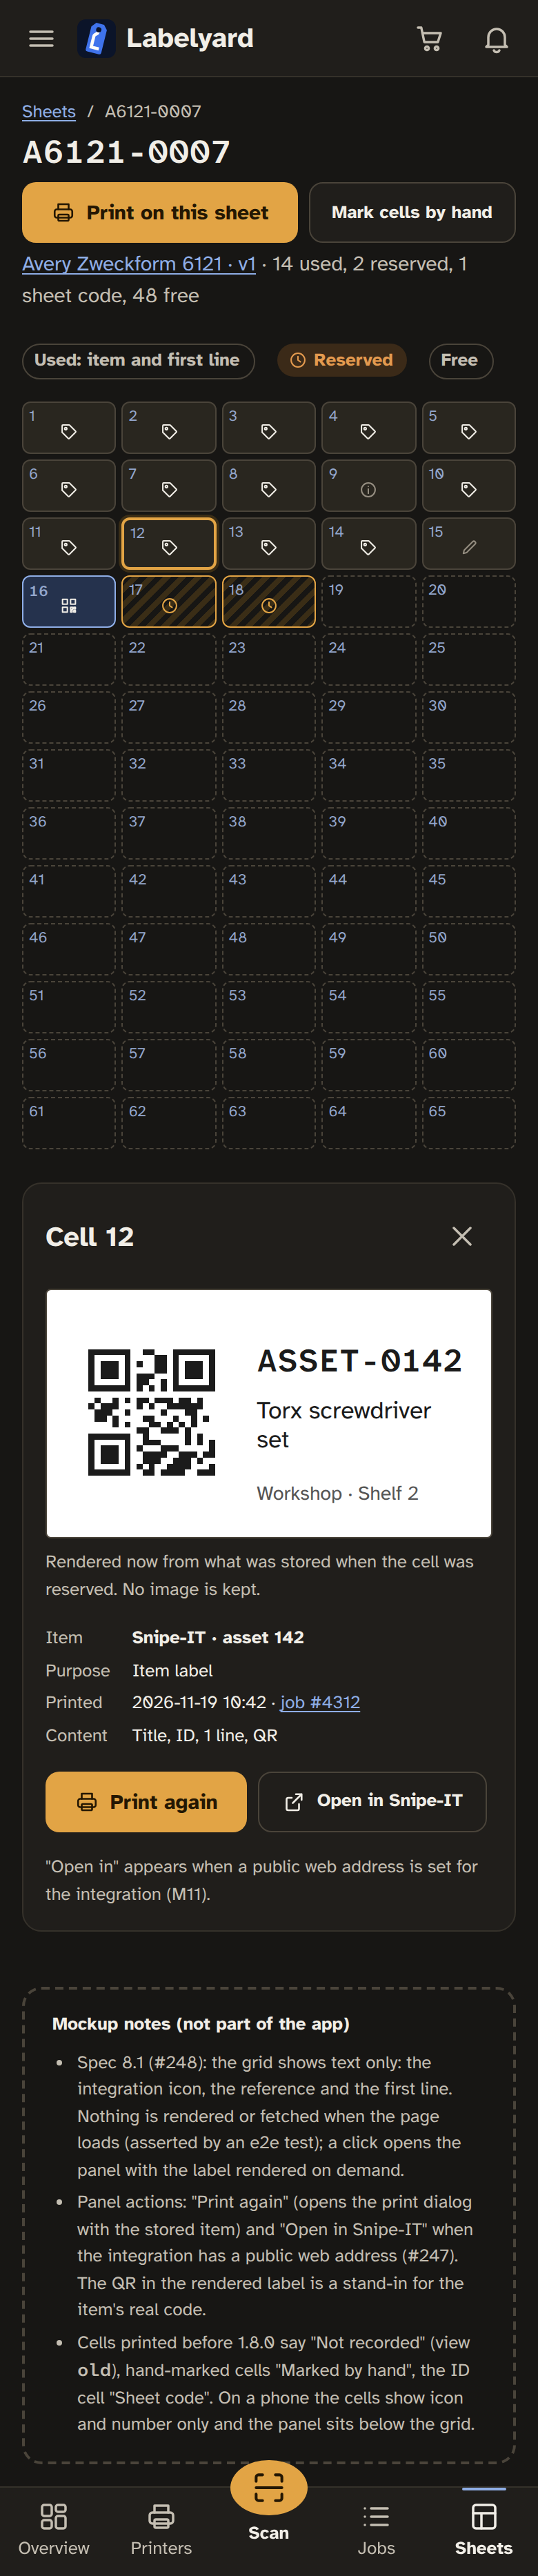 Labelyard
Sheets / A6121-0007
A6121-0007
Print on this sheet
Mark cells by hand
Avery Zweckform 6121 · v1 · 14 used, 2 reserved, 1
sheet code, 48 free
Used: item and first line
Reserved
Free
1 2 3 4 5
6 7 8 9 10
11 12 13 14 15
16 17 18 19 20
21 22 23 24 25
26 27 28 29 30
31 32 33 34 35
36 37 38 39 40
41 42 43 44 45
46 47 48 49 50
51 52 53 54 55
56 57 58 59 60
61 62 63 64 65
Cell 12
ASSET-0142
Torx screwdriver
set
Workshop · Shelf 2
Rendered now from what was stored when the cell was
reserved. No image is kept.
Item Snipe-IT · asset 142
Purpose Item label
Printed 2026-11-19 10:42 · job #4312
Content Title, ID, 1 line, QR
Print again
Open in Snipe-IT
"Open in" appears when a public web address is set for
the integration (M11).
Mockup notes (not part of the app)
• Spec 8.1 (#248): the grid shows text only: the
integration icon, the reference and the first line.
Nothing is rendered or fetched when the page
loads (asserted by an e2e test); a click opens the
panel with the label rendered on demand.
• Panel actions: "Print again" (opens the print dialog
with the stored item) and "Open in Snipe-IT" when
the integration has a public web address (#247).
The QR in the rendered label is a stand-in for the
item's real code.
• Cells printed before 1.8.0 say "Not recorded" (view
old), hand-marked cells "Marked by hand", the ID
cell "Sheet code". On a phone the cells show icon
and number only and the panel sits below the grid.
Overview
Printers
Scan
Jobs
Sheets